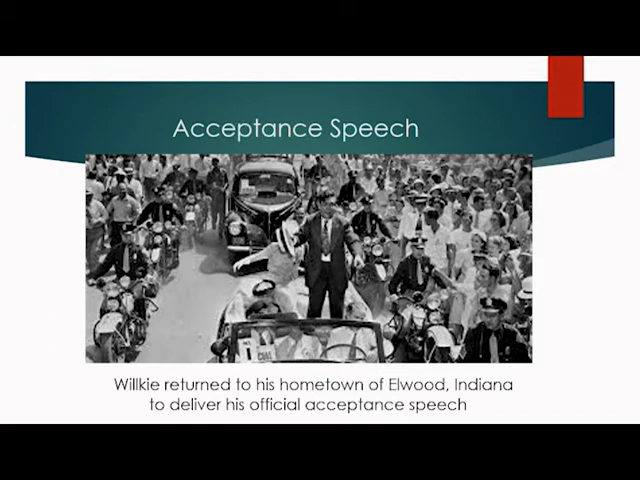 Acceptance Speech
Willkie returned to his hometown of Elwood, Indiana
to deliver his official acceptance speech